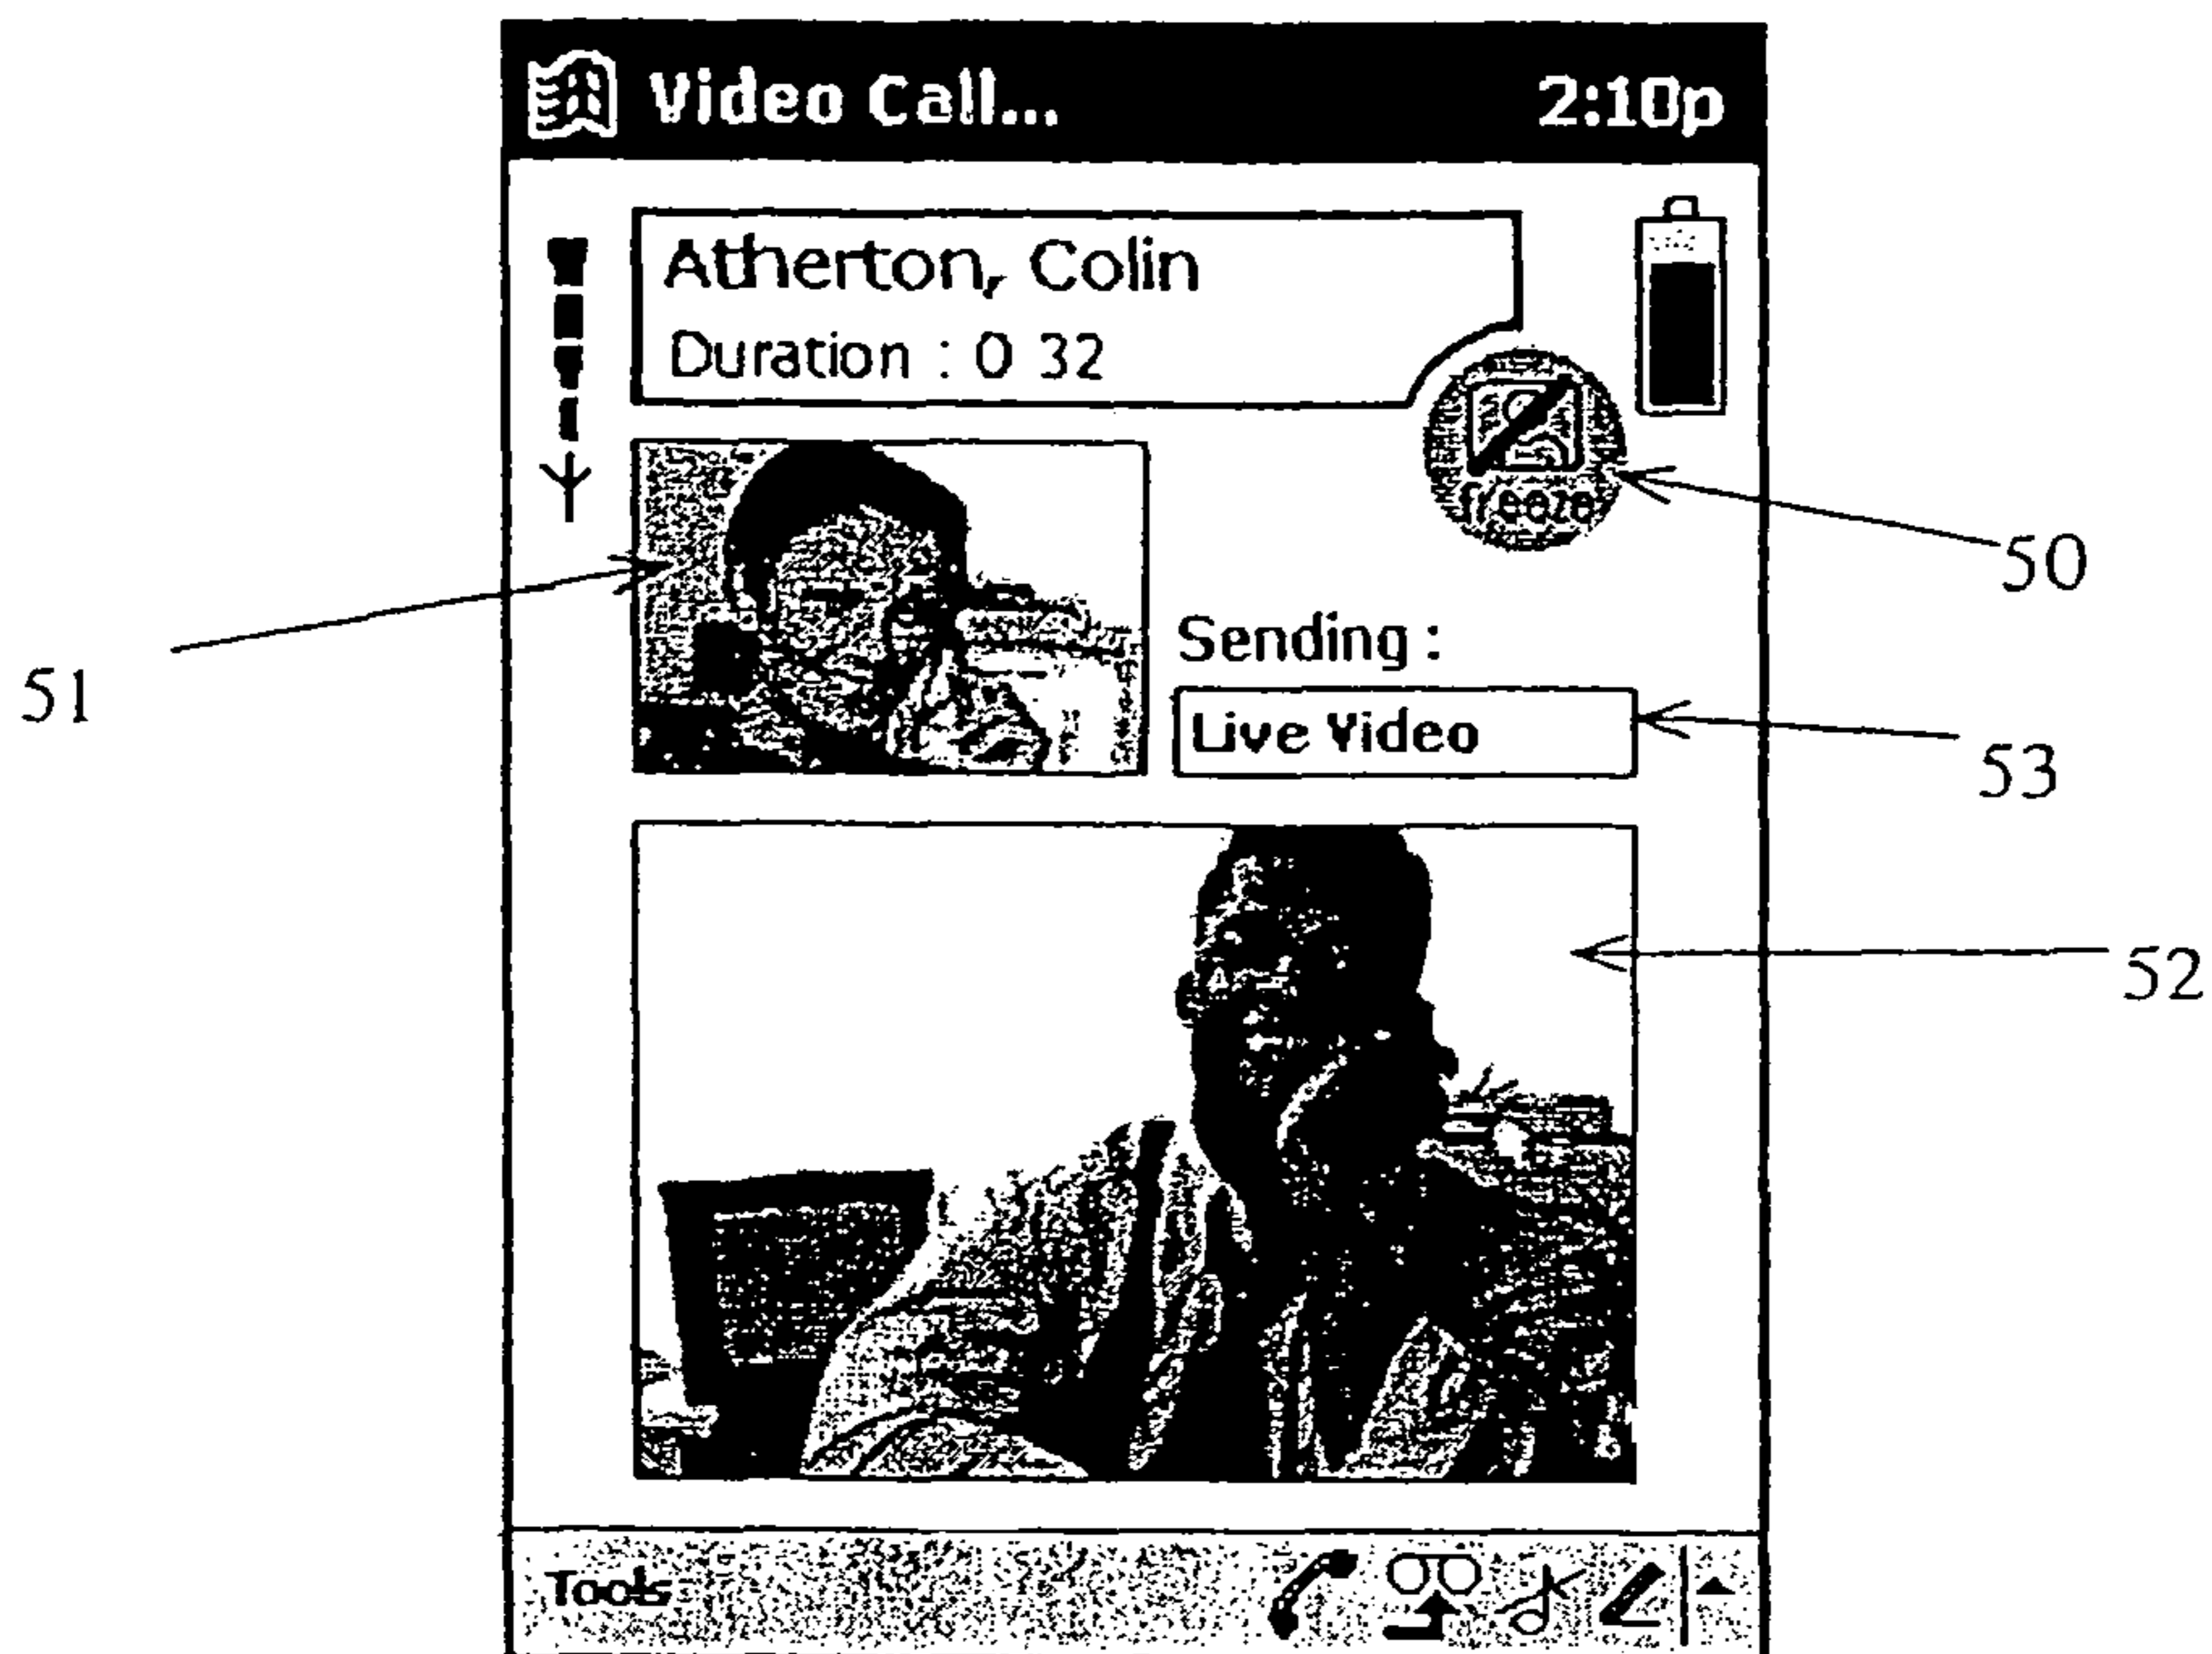 Video Call... 2:10p
Atherton, Colin
Duration : 0 32
freeze
50
51
Sending :
Live Video
53
52
Tools